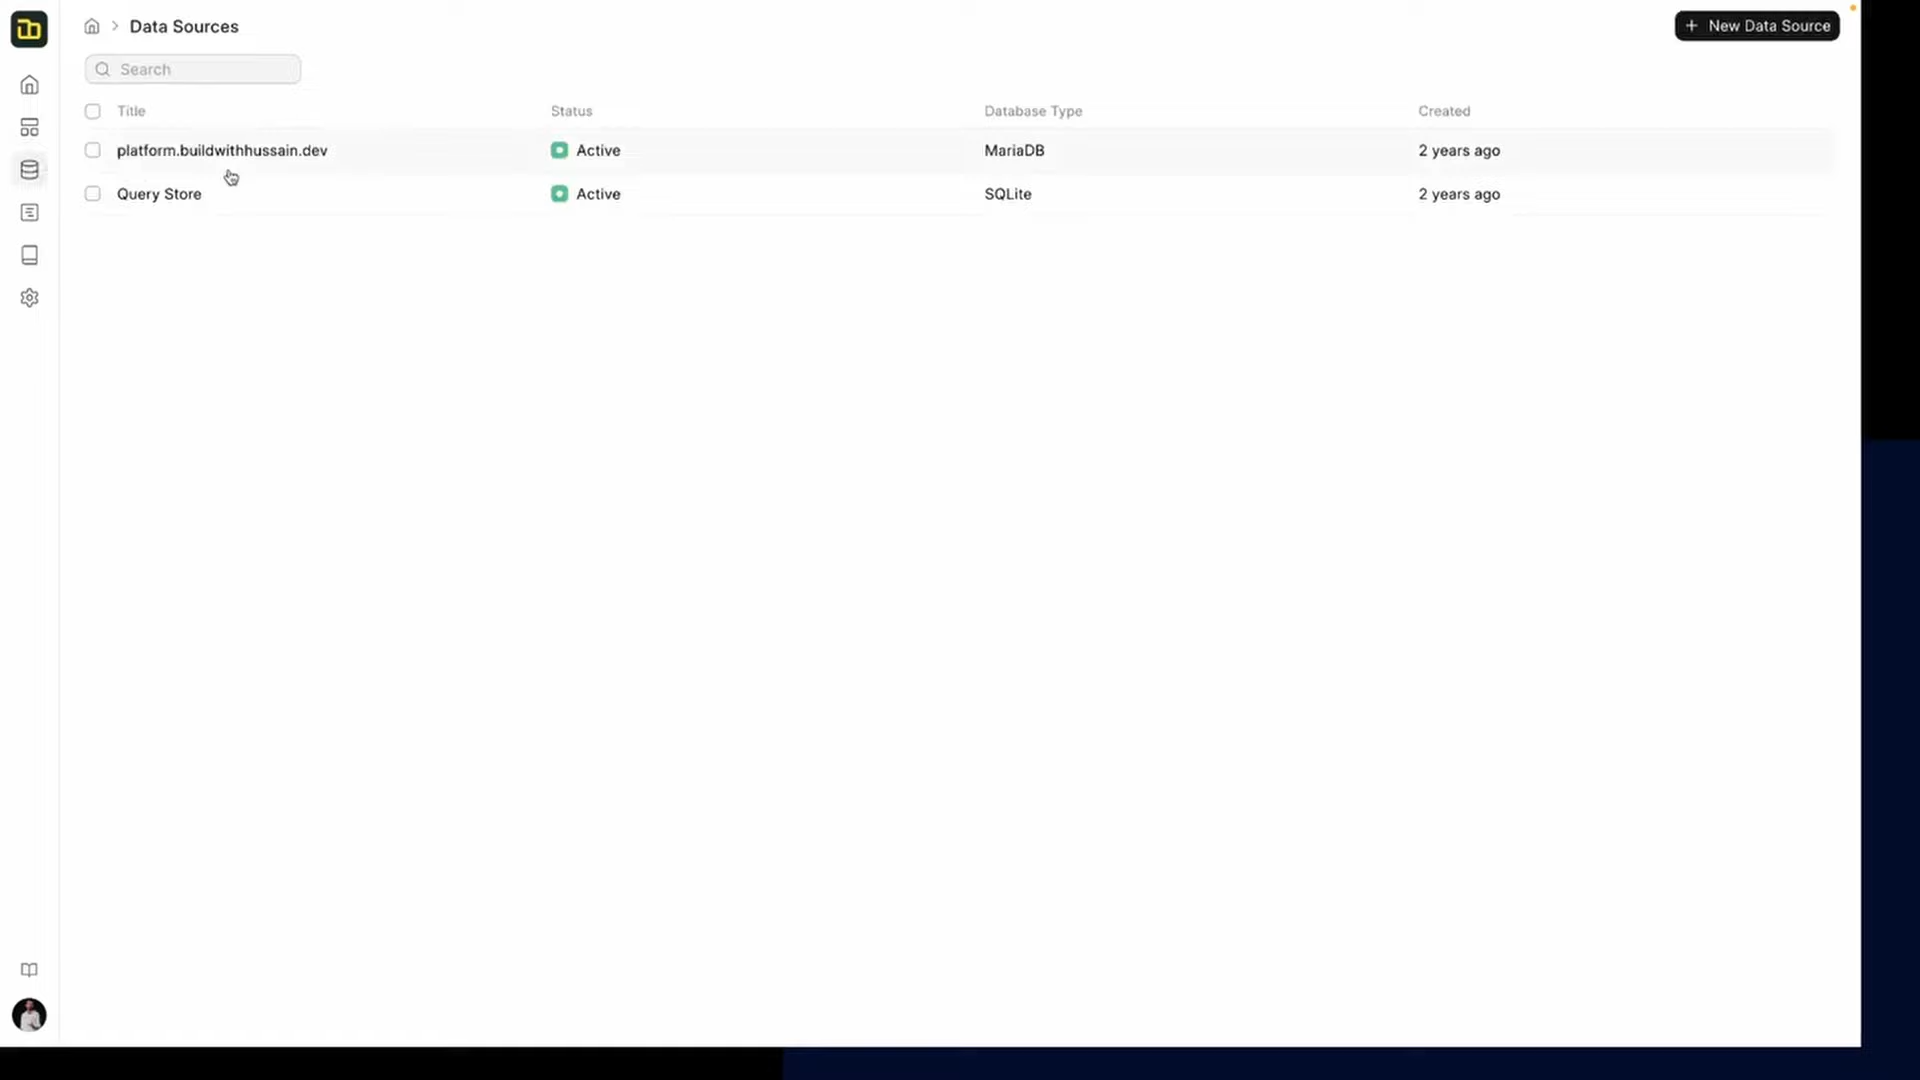 Data Sources
New Data Source
Search
Title Status Database Type Created
platform.buildwithhussain.dev Active MariaDB 2 years ago
Query Store Active SQLite 2 years ago